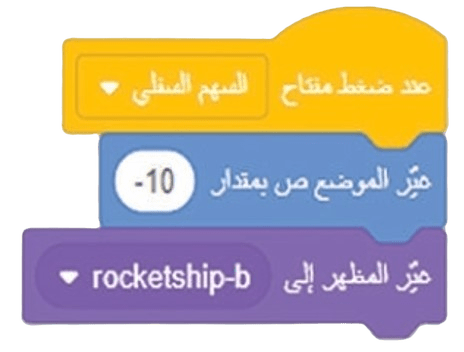 عند ضغط مفتاح السهم السفلي
غيّر الموضع ص بمقدار -10
غيّر المظهر إلى rocketship-b